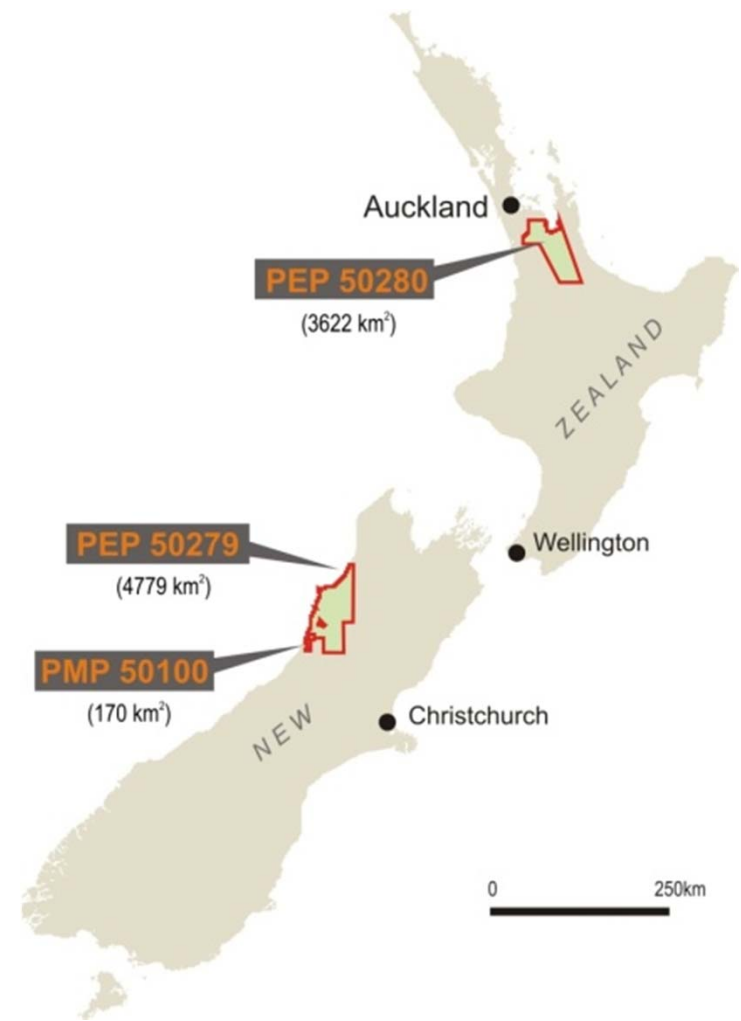 Auckland
PEP 50280
(3622 km²)
ZEALAND
PEP 50279
(4779 km²)
Wellington
PMP 50100
(170 km²)
NEW
Christchurch
0 250km